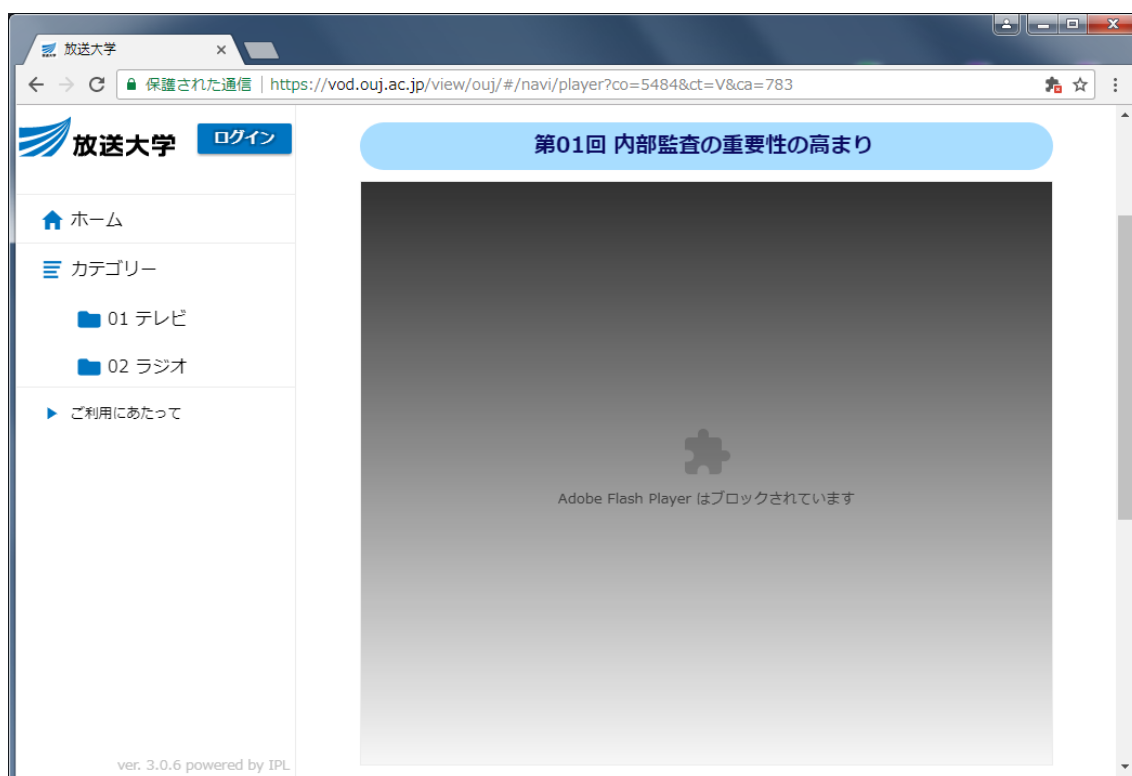 放送大学
保護された通信 | https://vod.ouj.ac.jp/view/ouj/#/navi/player?co=5484&ct=V&ca=783
放送大学
ログイン
ホーム
カテゴリー
01 テレビ
02 ラジオ
ご利用にあたって
ver. 3.0.6 powered by IPL
第01回 内部監査の重要性の高まり
Adobe Flash Player はブロックされています